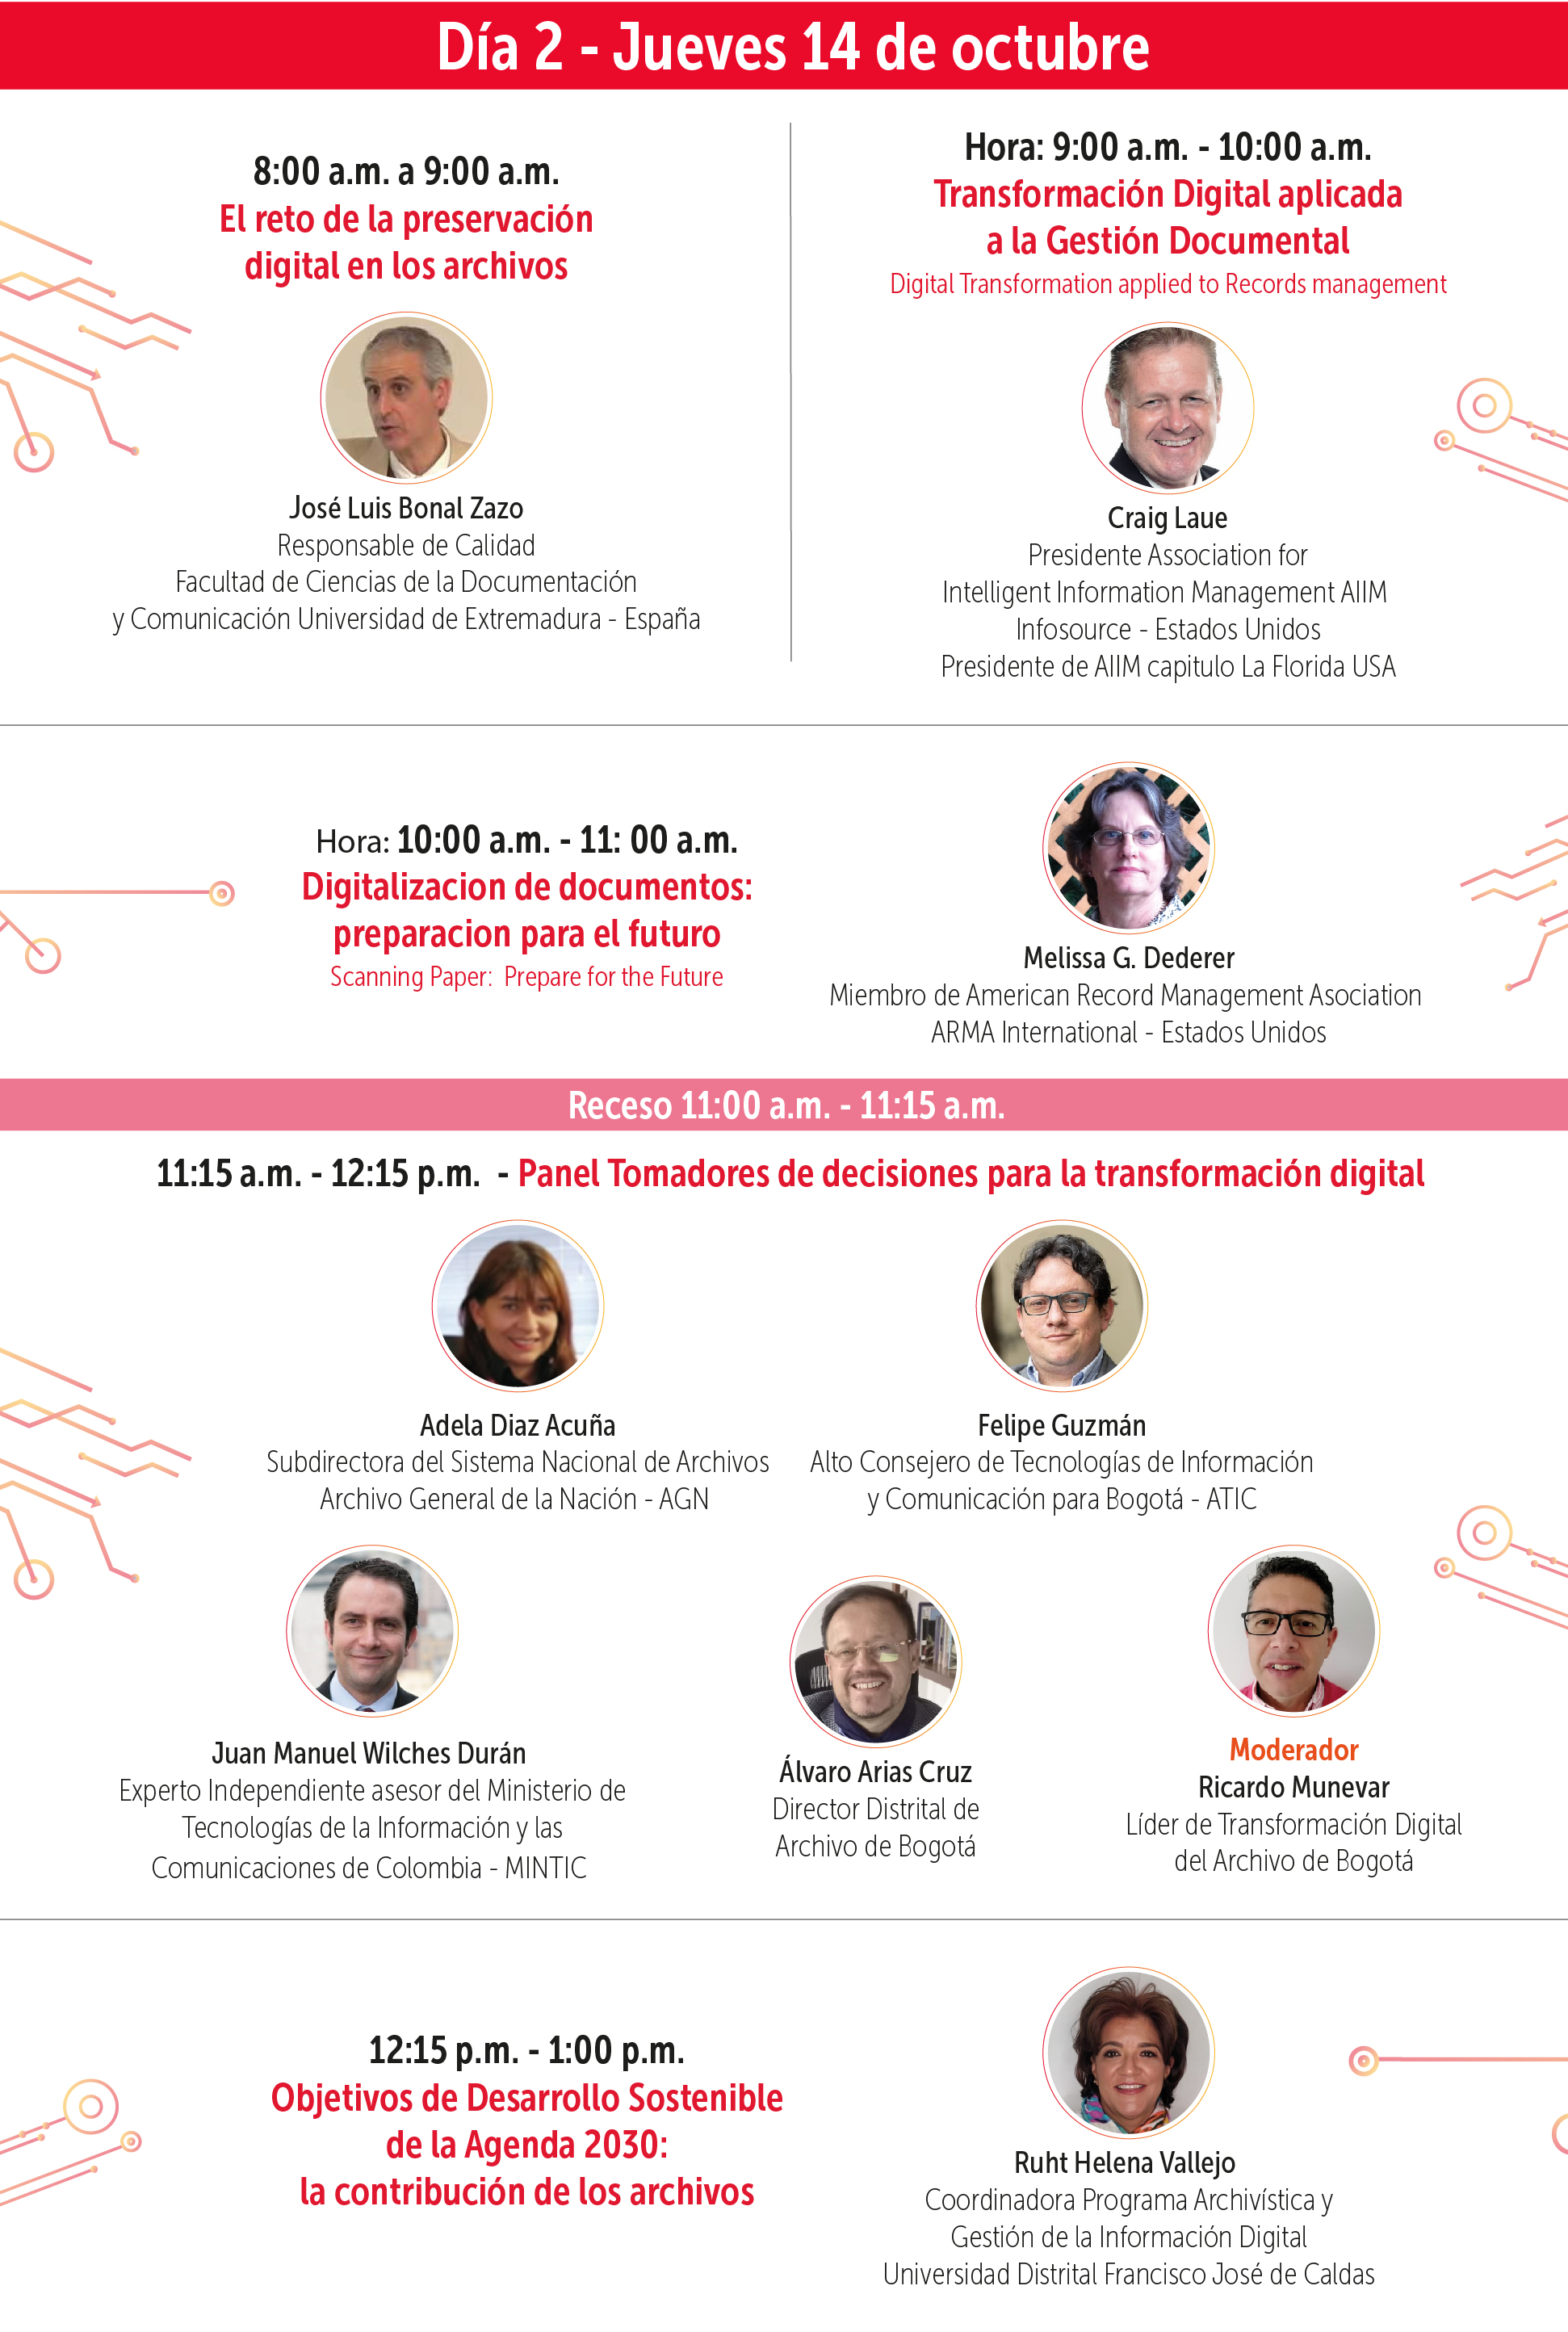 Día 2 - Jueves 14 de octubre
8:00 a.m. a 9:00 a.m.
El reto de la preservación
digital en los archivos
José Luis Bonal Zazo
Responsable de Calidad
Facultad de Ciencias de la Documentación
y Comunicación Universidad de Extremadura - España
Hora: 9:00 a.m. - 10:00 a.m.
Transformación Digital aplicada
a la Gestión Documental
Digital Transformation applied to Records management
Craig Laue
Presidente Association for
Intelligent Information Management AIIM
Infosource - Estados Unidos
Presidente de AIIM capitulo La Florida USA
Hora: 10:00 a.m. - 11: 00 a.m.
Digitalizacion de documentos:
preparacion para el futuro
Scanning Paper:  Prepare for the Future
Melissa G. Dederer
Miembro de American Record Management Asociation
ARMA International - Estados Unidos
Receso 11:00 a.m. - 11:15 a.m.
11:15 a.m. - 12:15 p.m.  - Panel Tomadores de decisiones para la transformación digital
Adela Diaz Acuña
Subdirectora del Sistema Nacional de Archivos
Archivo General de la Nación - AGN
Felipe Guzmán
Alto Consejero de Tecnologías de Información
y Comunicación para Bogotá - ATIC
Juan Manuel Wilches Durán
Experto Independiente asesor del Ministerio de
Tecnologías de la Información y las
Comunicaciones de Colombia - MINTIC
Álvaro Arias Cruz
Director Distrital de
Archivo de Bogotá
Moderador
Ricardo Munevar
Líder de Transformación Digital
del Archivo de Bogotá
12:15 p.m. - 1:00 p.m.
Objetivos de Desarrollo Sostenible
de la Agenda 2030:
la contribución de los archivos
Ruht Helena Vallejo
Coordinadora Programa Archivística y
Gestión de la Información Digital
Universidad Distrital Francisco José de Caldas